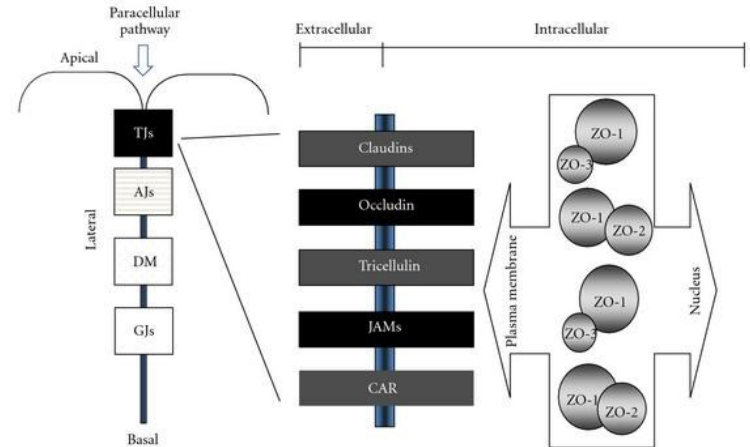 Paracellular
pathway
Apical
TJs
AJs
DM
GJs
Lateral
Basal
Extracellular
Intracellular
Claudins
Occludin
Tricellulin
JAMs
CAR
Plasma membrane
ZO-1
ZO-3
ZO-1
ZO-2
ZO-1
ZO-3
ZO-1
ZO-2
Nucleus